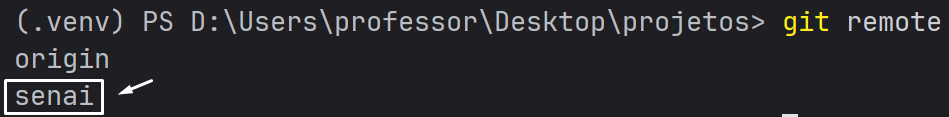 (.venv) PS D:\Users\professor\Desktop\projetos> git remote
origin
senai